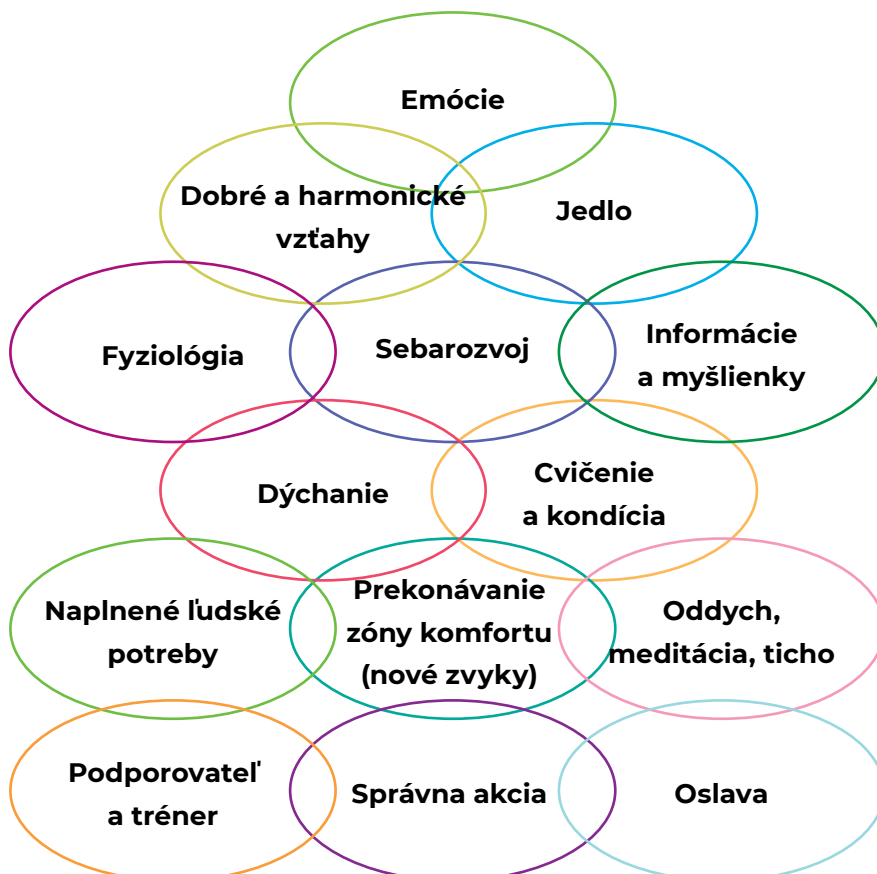 Emócie
Dobré a harmonické
vzťahy
Jedlo
Fyziológia
Sebarozvoj
Informácie
a myšlienky
Dýchanie
Cvičenie
a kondícia
Naplnené ľudské
potreby
Prekonávanie
zóny komfortu
(nové zvyky)
Oddych,
meditácia, ticho
Podporovateľ
a tréner
Správna akcia
Oslava